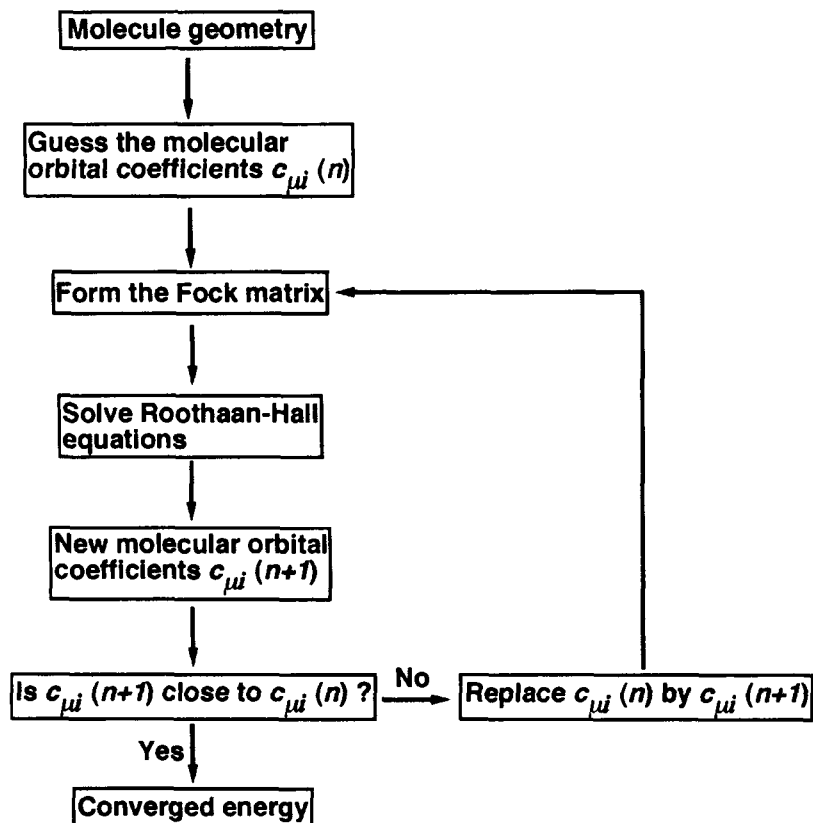 Molecule geometry
Guess the molecular
orbital coefficients c_μi (n)
Form the Fock matrix
Solve Roothaan-Hall
equations
New molecular orbital
coefficients c_μi (n+1)
Is c_μi (n+1) close to c_μi (n) ?
No
Replace c_μi (n) by c_μi (n+1)
Yes
Converged energy